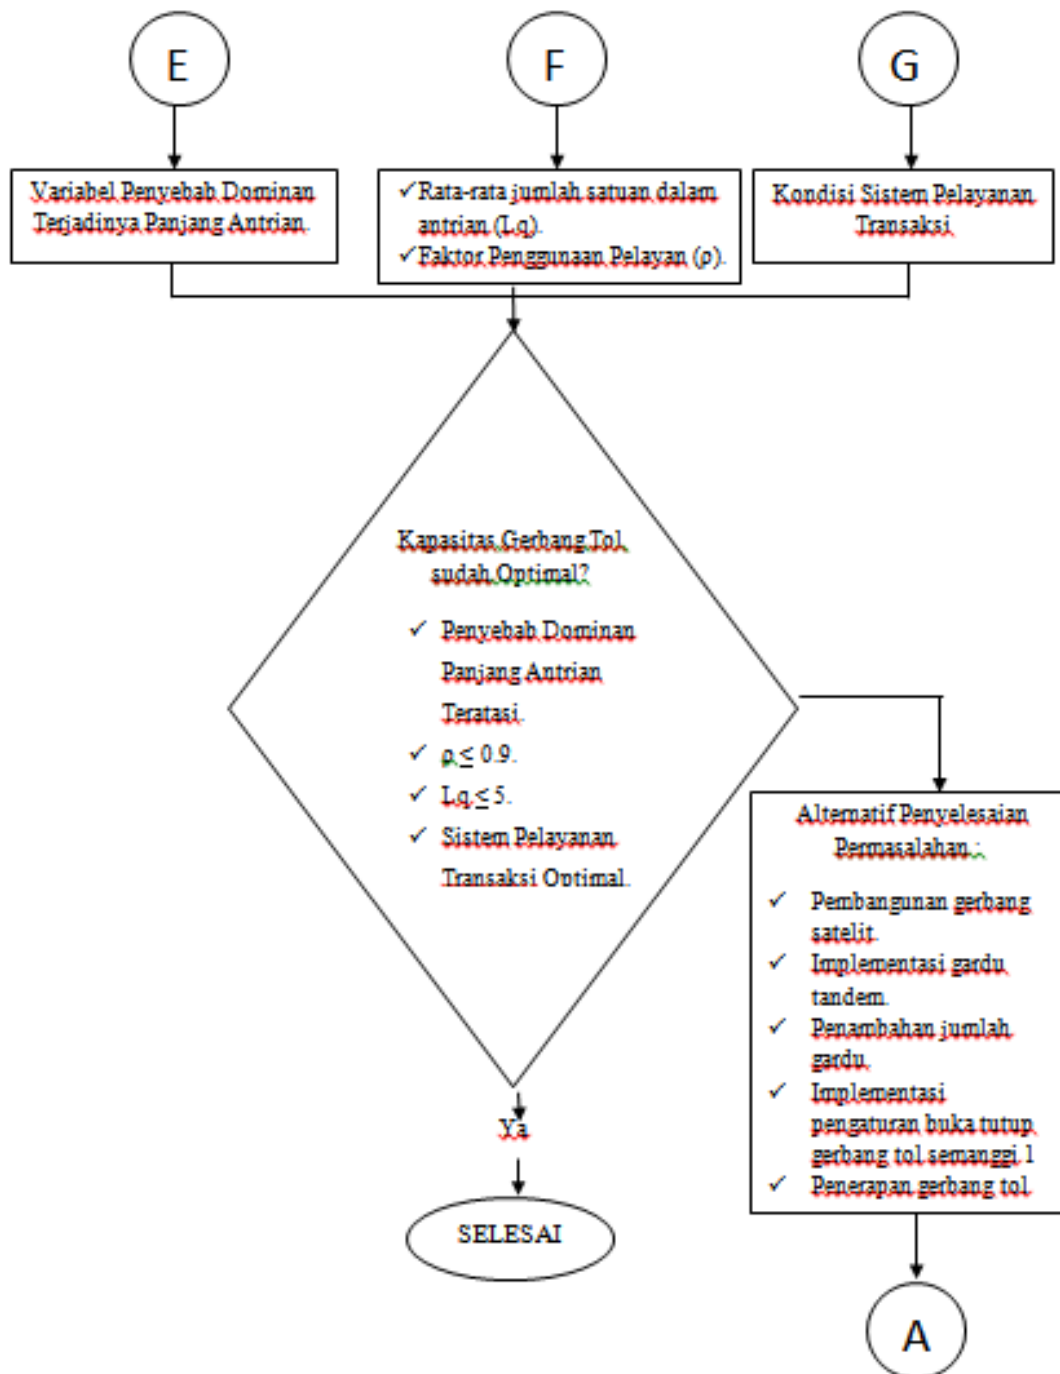 E
F
G
Variabel Penyebab Dominan
Terjadinya Panjang Antrian.
✓ Rata-rata jumlah satuan dalam
antrian (Lq).
✓ Faktor Penggunaan Pelayan (ρ).
Kondisi Sistem Pelayanan
Transaksi
Kapasitas Gerbang Tol
sudah Optimal?
✓ Penyebab Dominan
Panjang Antrian
Teratasi.
✓ ρ ≤ 0.9.
✓ Lq ≤ 5.
✓ Sistem Pelayanan
Transaksi Optimal.
Alternatif Penyelesaian
Permasalahan :
✓ Pembangunan gerbang
satelit.
✓ Implementasi gardu
tandem.
✓ Penambahan jumlah
gardu.
✓ Implementasi
pengaturan buka tutup
gerbang tol semanggi 1
✓ Penerapan gerbang tol
Ya
SELESAI
A